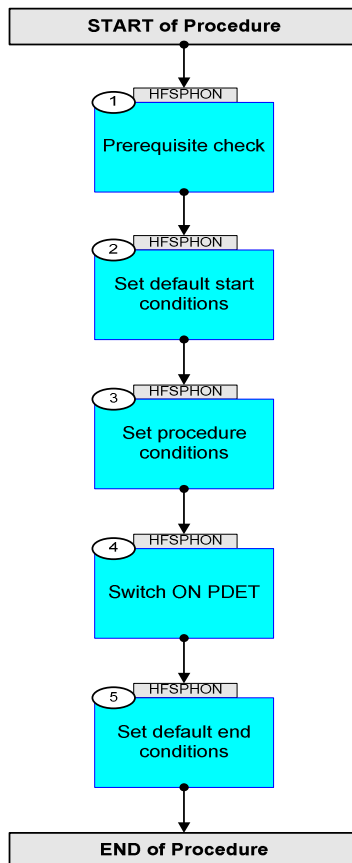 START of Procedure
HFSPHON
1
Prerequisite check
HFSPHON
2
Set default start
conditions
HFSPHON
3
Set procedure
conditions
HFSPHON
4
Switch ON PDET
HFSPHON
5
Set default end
conditions
END of Procedure